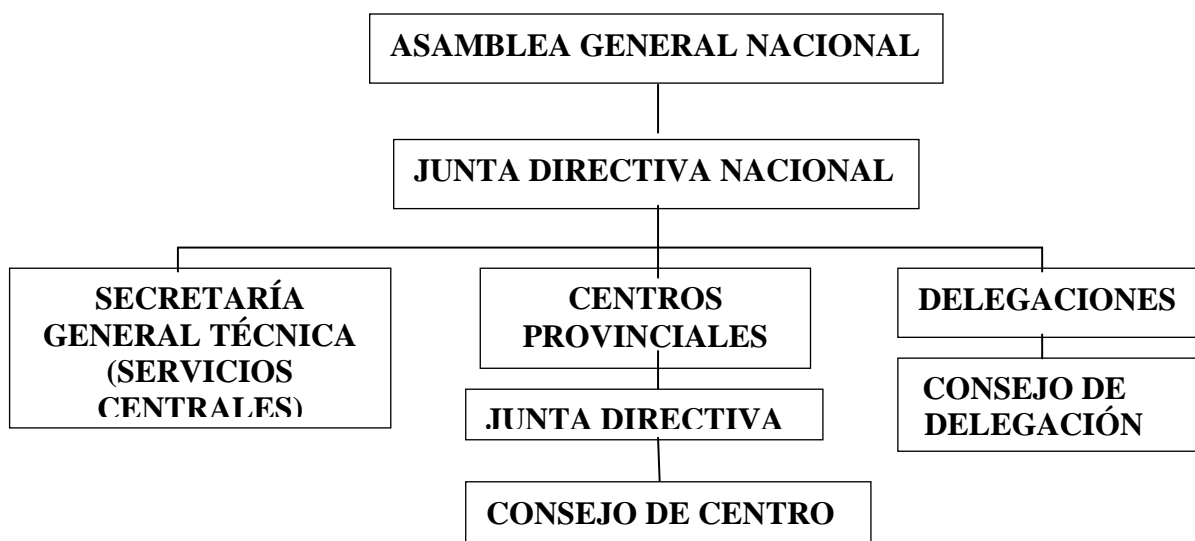 ASAMBLEA GENERAL NACIONAL
JUNTA DIRECTIVA NACIONAL
SECRETARÍA
GENERAL TÉCNICA
(SERVICIOS
CENTRALES)
CENTROS
PROVINCIALES
DELEGACIONES
JUNTA DIRECTIVA
CONSEJO DE
DELEGACIÓN
CONSEJO DE CENTRO